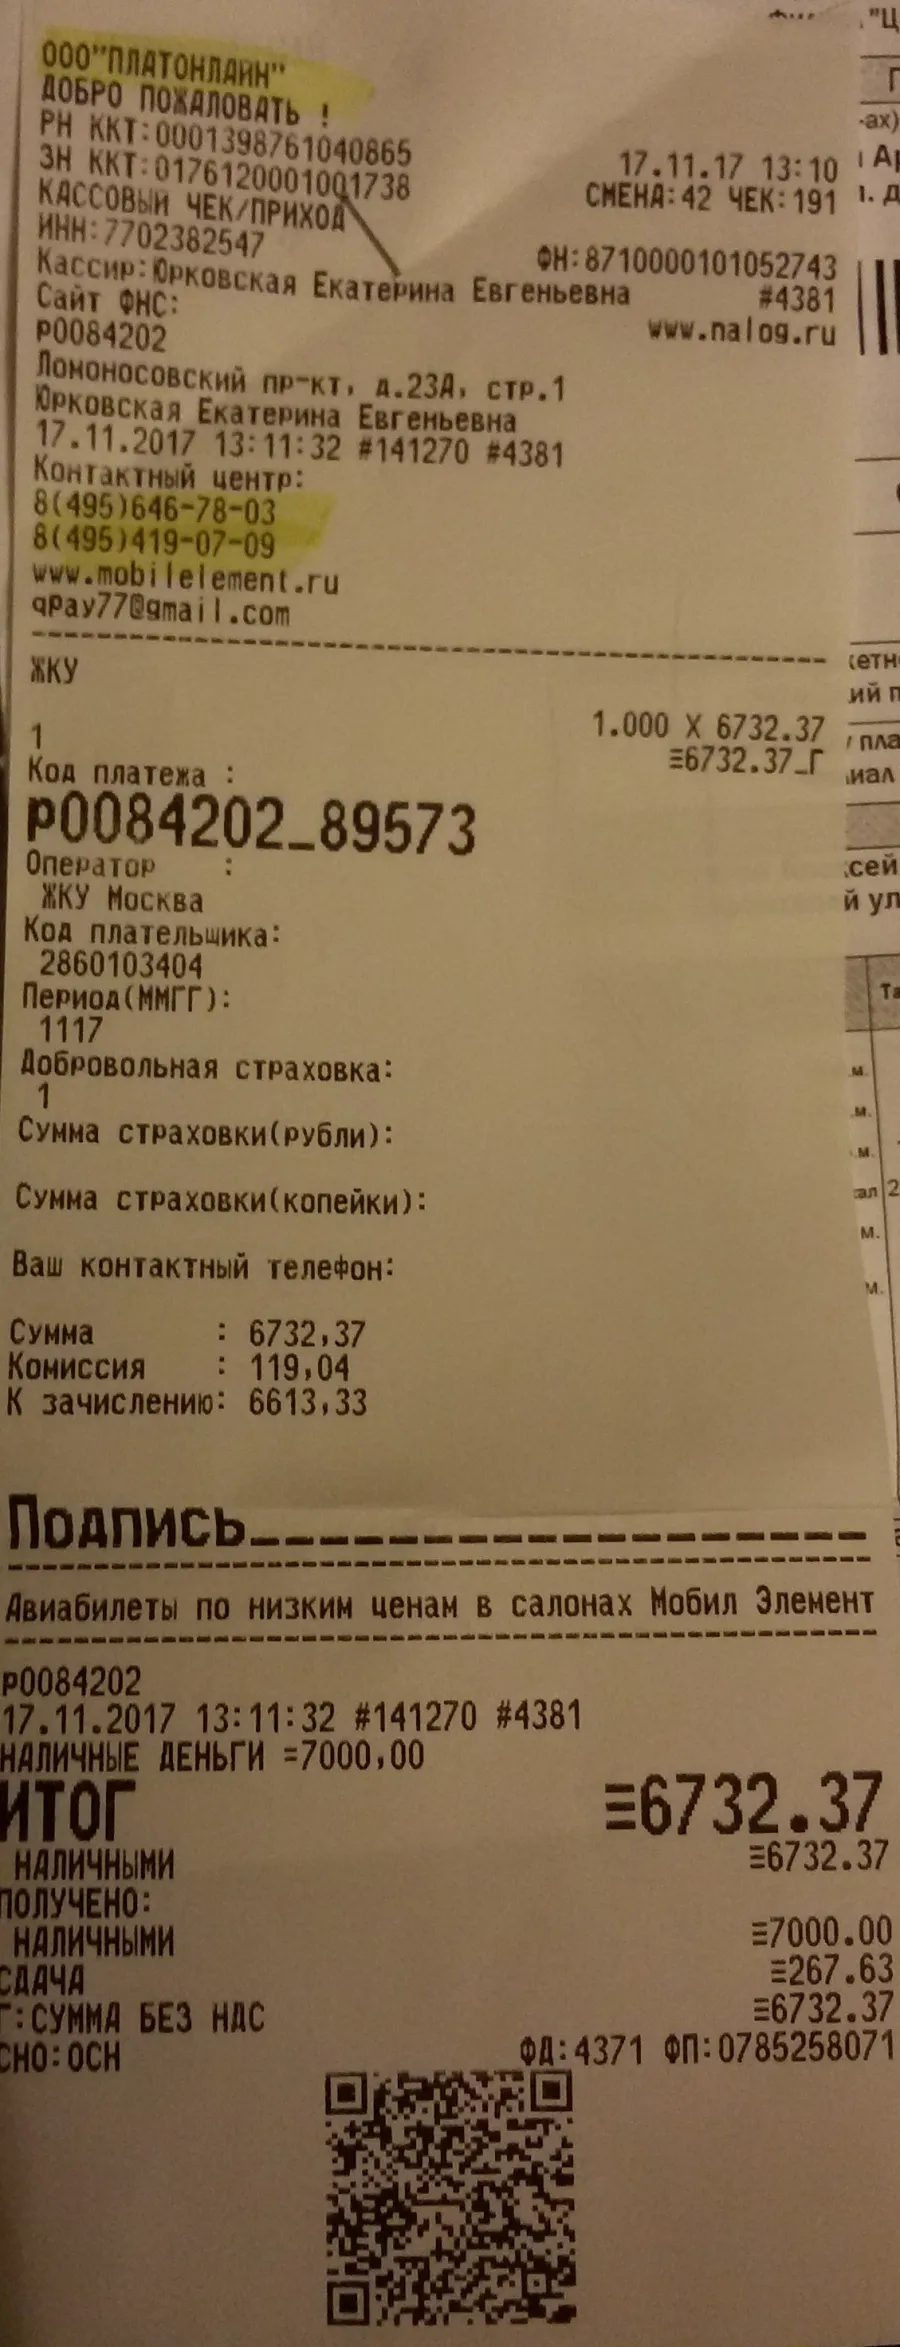 ООО"ПЛАТОНЛАЙН"
ДОБРО ПОЖАЛОВАТЬ !
РН ККТ:0001398761040865 17.11.17 13:10
ЗН ККТ:0176120001001738 СМЕНА:42 ЧЕК:191
КАССОВЫЙ ЧЕК/ПРИХОД
ИНН:7702382547 ФН:8710000101052743
Кассир:Юрковская Екатерина Евгеньевна #4381
Сайт ФНС: www.nalog.ru
P0084202
Ломоносовский пр-кт, д.23А, стр.1
Юрковская Екатерина Евгеньевна
17.11.2017 13:11:32 #141270 #4381
Контактный центр:
8(495)646-78-03
8(495)419-07-09
www.mobilelement.ru
qpay77@gmail.com
ЖКУ
1.000 X 6732.37
1 ≡6732.37_Г
Код платежа :
P0084202_89573
Оператор :
ЖКУ Москва
Код плательщика:
2860103404
Период(ММГГ):
1117
Добровольная страховка:
1
Сумма страховки(рубли):
Сумма страховки(копейки):
Ваш контактный телефон:
Сумма : 6732,37
Комиссия : 119,04
К зачислению: 6613,33
Подпись_________________
Авиабилеты по низким ценам в салонах Мобил Элемент
P0084202
17.11.2017 13:11:32 #141270 #4381
НАЛИЧНЫЕ ДЕНЬГИ =7000,00
ИТОГ ≡6732.37
НАЛИЧНЫМИ ≡6732.37
ПОЛУЧЕНО:
НАЛИЧНЫМИ ≡7000.00
СДАЧА ≡267.63
Г:СУММА БЕЗ НДС ≡6732.37
СНО:ОСН ФД:4371 ФП:0785258071